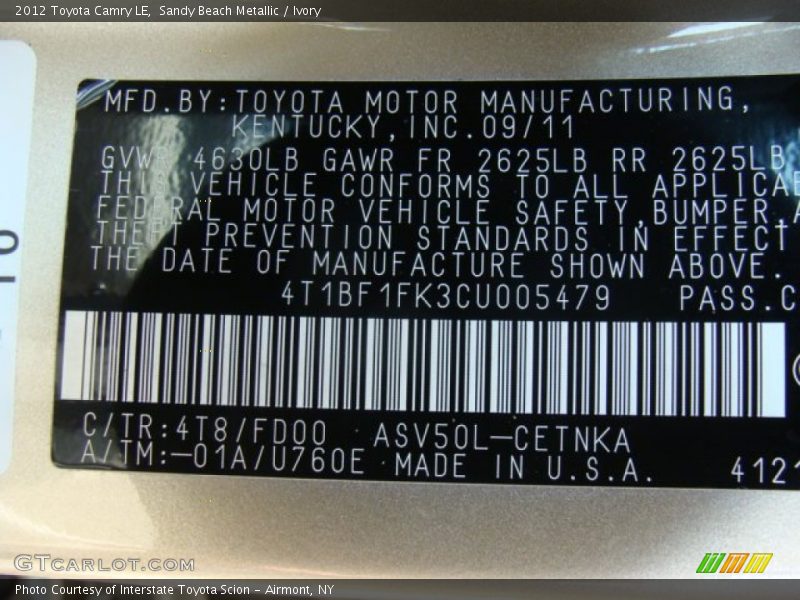 2012 Toyota Camry LE, Sandy Beach Metallic / Ivory
MFD.BY:TOYOTA MOTOR MANUFACTURING,
KENTUCKY,INC.09/11
GVWR 4630LB GAWR FR 2625LB RR 2625LB
THIS VEHICLE CONFORMS TO ALL APPLICAB
FEDERAL MOTOR VEHICLE SAFETY,BUMPER,A
THEFT PREVENTION STANDARDS IN EFFECT
THE DATE OF MANUFACTURE SHOWN ABOVE.
4T1BF1FK3CU005479 PASS.C
C/TR:4T8/FD00 ASV50L-CETNKA
A/TM:-01A/U760E MADE IN U.S.A. 4121
GTCARLOT.COM
Photo Courtesy of Interstate Toyota Scion - Airmont, NY